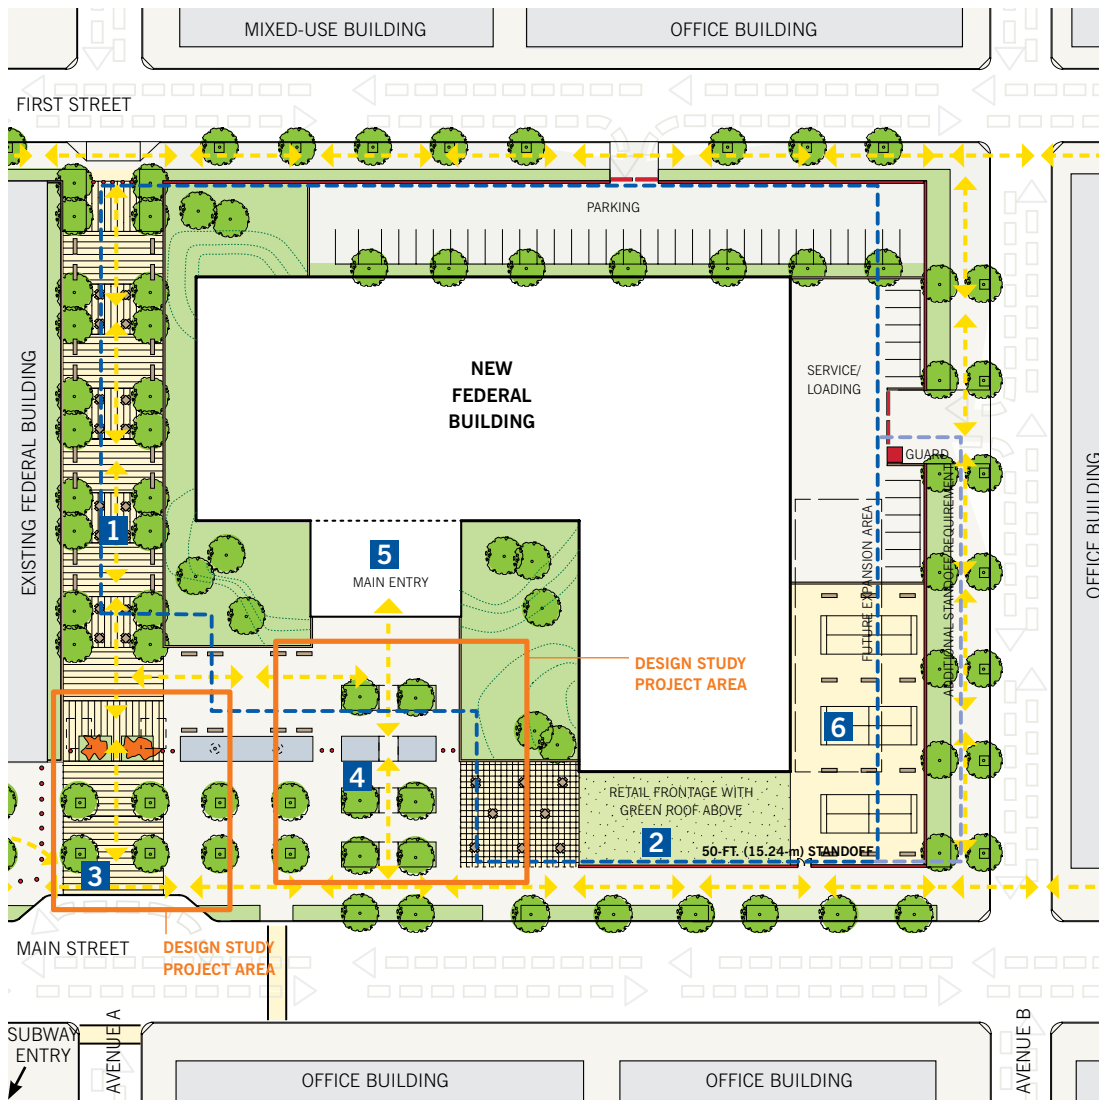 MIXED-USE BUILDING
OFFICE BUILDING
FIRST STREET
PARKING
EXISTING FEDERAL BUILDING
NEW
FEDERAL
BUILDING
SERVICE/
LOADING
GUARD
OFFICE BUILDING
1
5
MAIN ENTRY
FUTURE EXPANSION AREA
ADDITIONAL STANDOFF REQUIREMENT
DESIGN STUDY
PROJECT AREA
6
4
RETAIL FRONTAGE WITH
GREEN ROOF ABOVE
2
50-FT. (15.24-m) STANDOFF
3
MAIN STREET
DESIGN STUDY
PROJECT AREA
SUBWAY
ENTRY
AVENUE A
AVENUE B
OFFICE BUILDING
OFFICE BUILDING